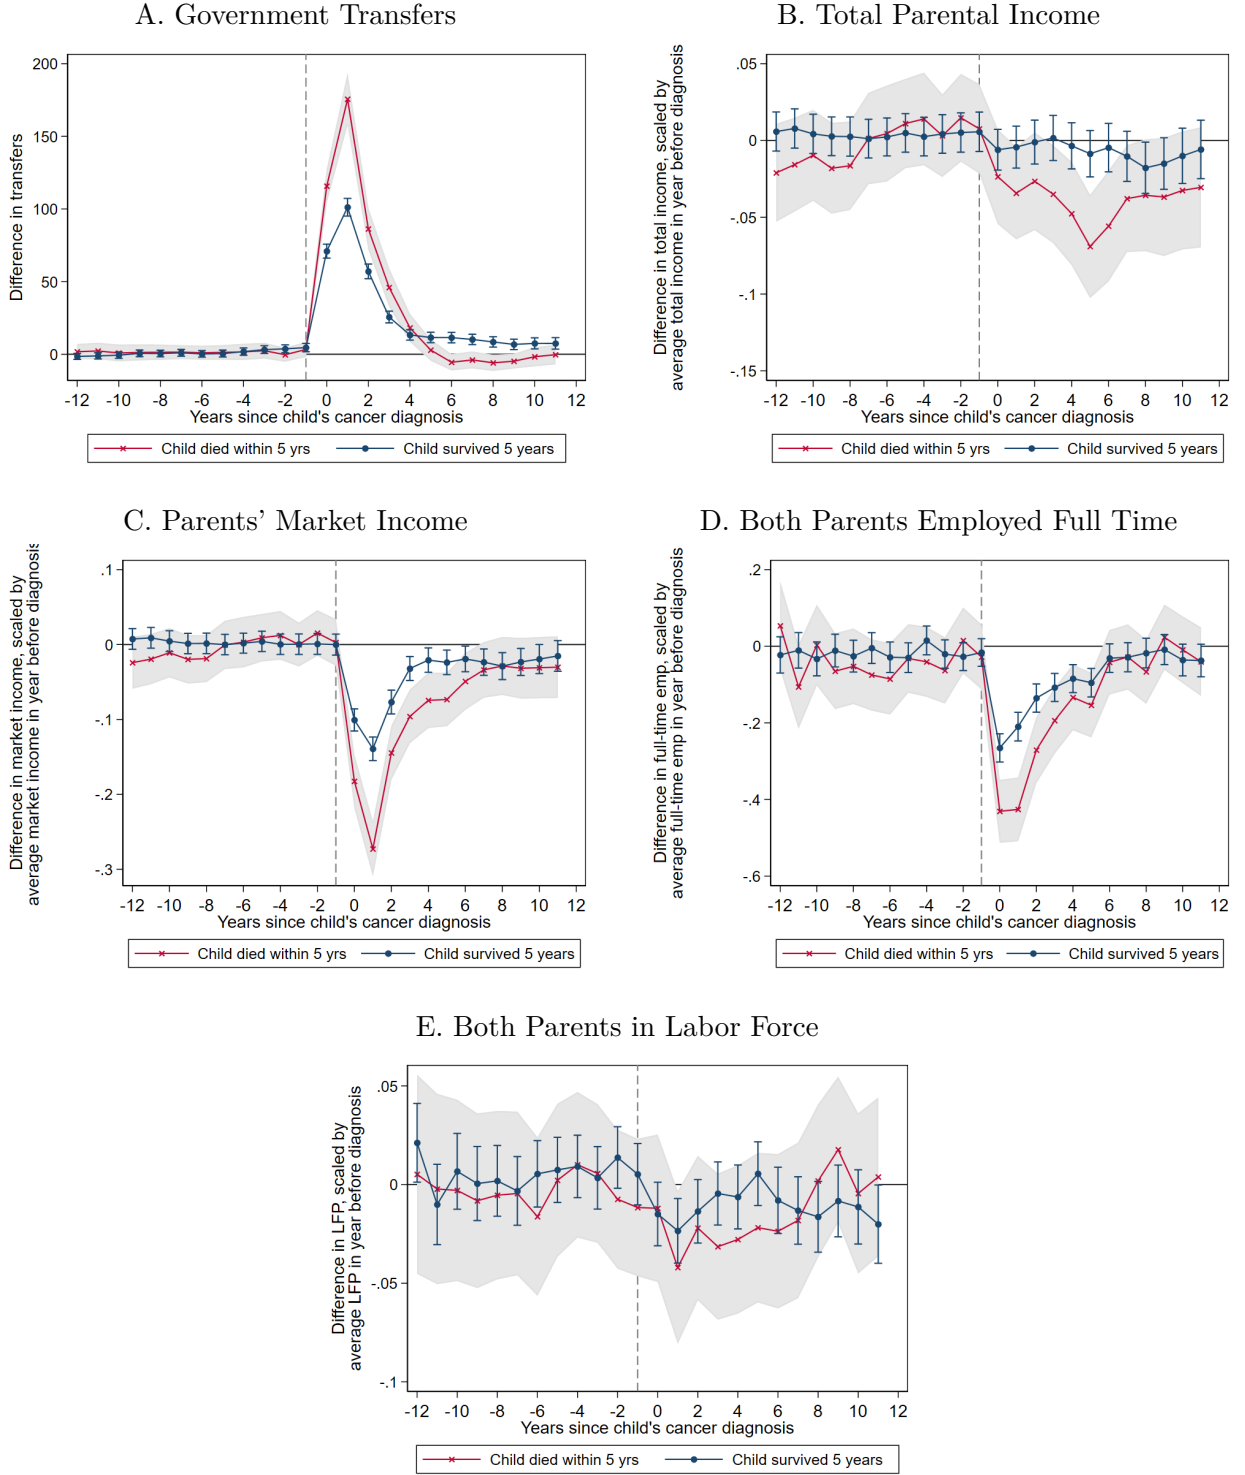 A. Government Transfers
Difference in transfers
200
150
100
50
0
-12 -10 -8 -6 -4 -2 0 2 4 6 8 10 12
Years since child's cancer diagnosis
Child died within 5 yrs Child survived 5 years
B. Total Parental Income
Difference in total income, scaled by
average total income in year before diagnosis
.05
0
-.05
-.1
-.15
-12 -10 -8 -6 -4 -2 0 2 4 6 8 10 12
Years since child's cancer diagnosis
Child died within 5 yrs Child survived 5 years
C. Parents' Market Income
Difference in market income, scaled by
average market income in year before diagnosis
.1
0
-.1
-.2
-.3
-12 -10 -8 -6 -4 -2 0 2 4 6 8 10 12
Years since child's cancer diagnosis
Child died within 5 yrs Child survived 5 years
D. Both Parents Employed Full Time
Difference in full-time emp, scaled by
average full-time emp in year before diagnosis
.2
0
-.2
-.4
-.6
-12 -10 -8 -6 -4 -2 0 2 4 6 8 10 12
Years since child's cancer diagnosis
Child died within 5 yrs Child survived 5 years
E. Both Parents in Labor Force
Difference in LFP, scaled by
average LFP in year before diagnosis
.05
0
-.05
-.1
-12 -10 -8 -6 -4 -2 0 2 4 6 8 10 12
Years since child's cancer diagnosis
Child died within 5 yrs Child survived 5 years